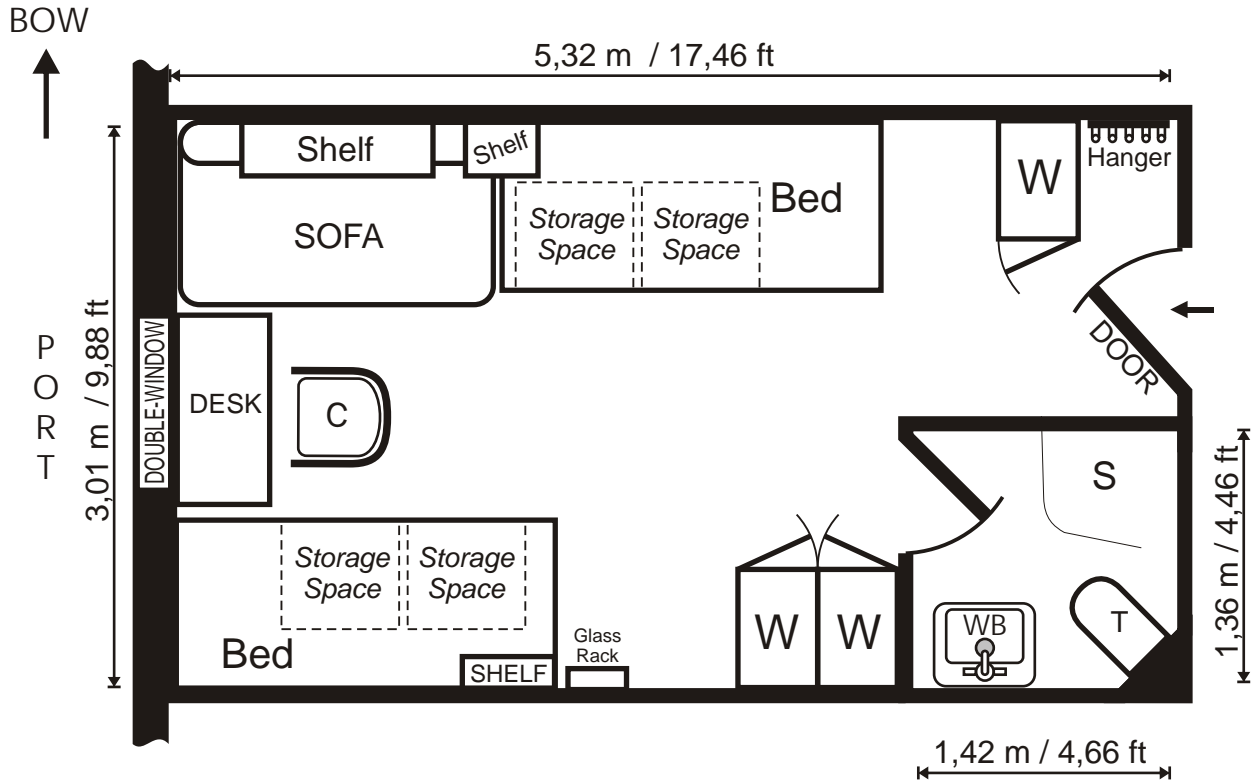 BOW
5,32 m / 17,46 ft
Shelf
Shelf
SOFA
Storage
Space
Storage
Space
Bed
W
Hanger
DOOR
P
O
R
T
3,01 m / 9,88 ft
DOUBLE-WINDOW
DESK
C
S
1,36 m / 4,46 ft
Storage
Space
Storage
Space
Bed
SHELF
Glass
Rack
W
W
WB
T
1,42 m / 4,66 ft